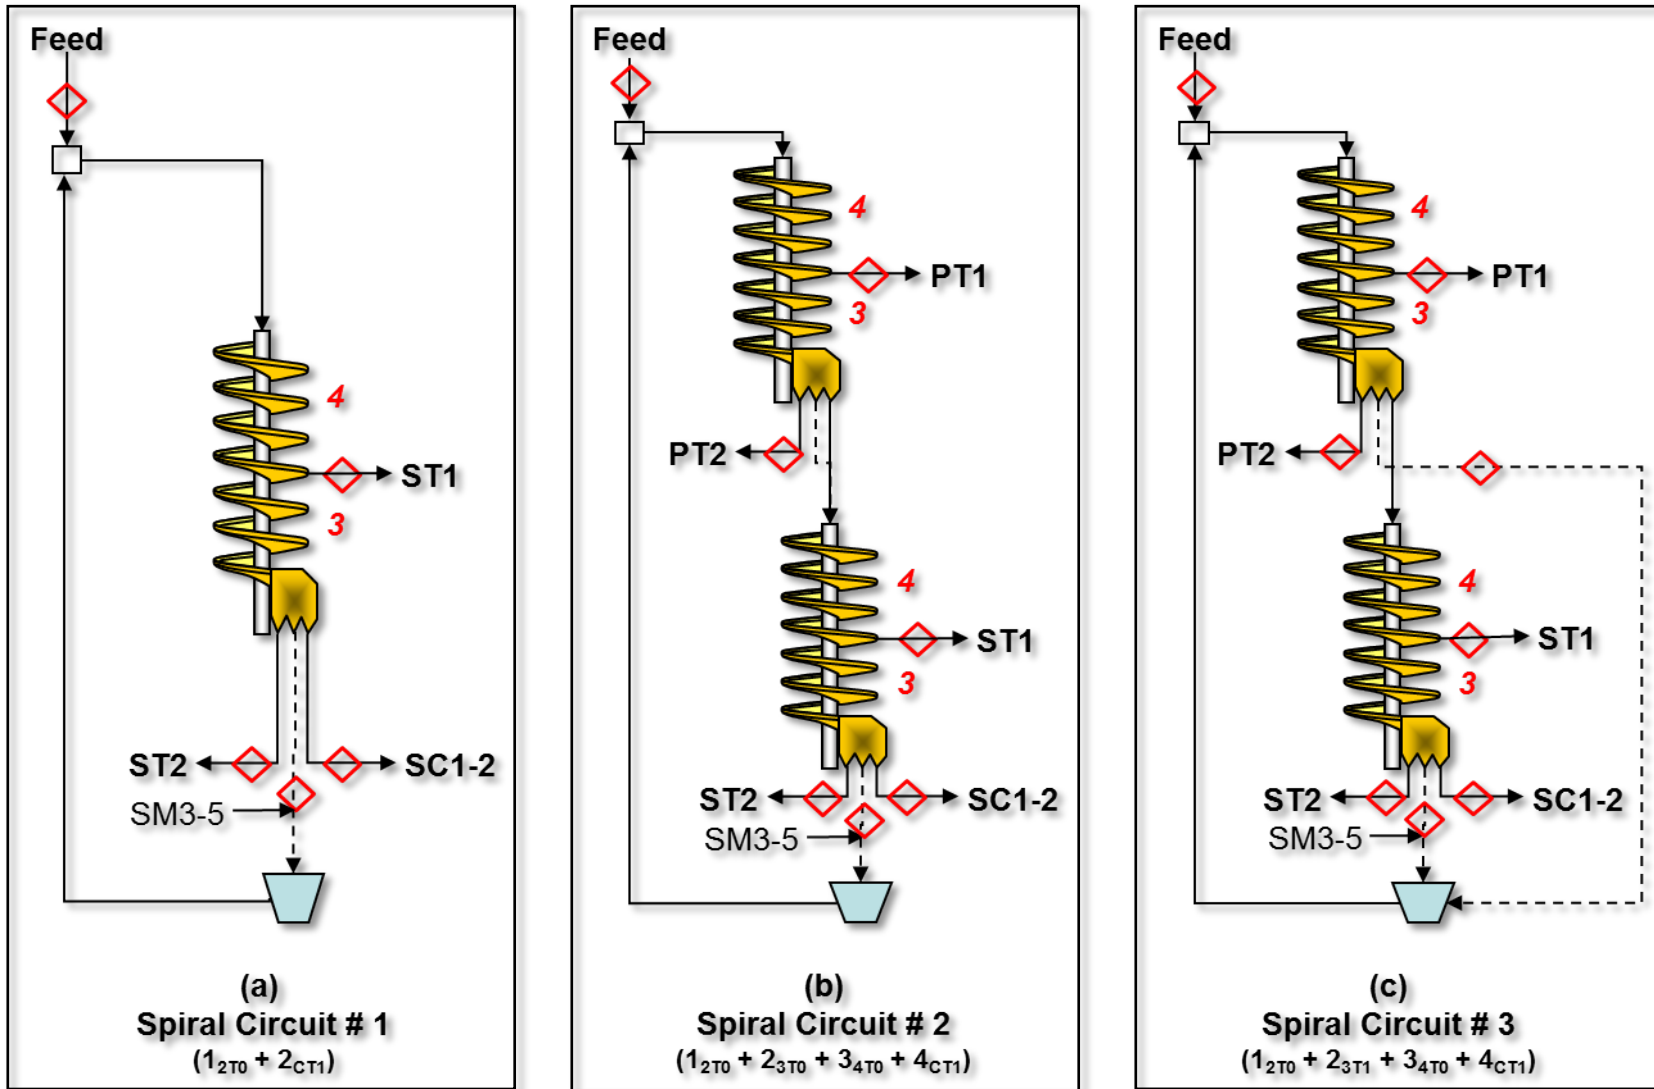 Feed
4
ST1
3
ST2
SC1-2
SM3-5
(a)
Spiral Circuit # 1
(1₂T₀ + 2CT₁)
Feed
4
PT1
3
PT2
4
ST1
3
ST2
SC1-2
SM3-5
(b)
Spiral Circuit # 2
(1₂T₀ + 2₃T₀ + 3₄T₀ + 4CT₁)
Feed
4
PT1
3
PT2
4
ST1
3
ST2
SC1-2
SM3-5
(c)
Spiral Circuit # 3
(1₂T₀ + 2₃T₁ + 3₄T₀ + 4CT₁)